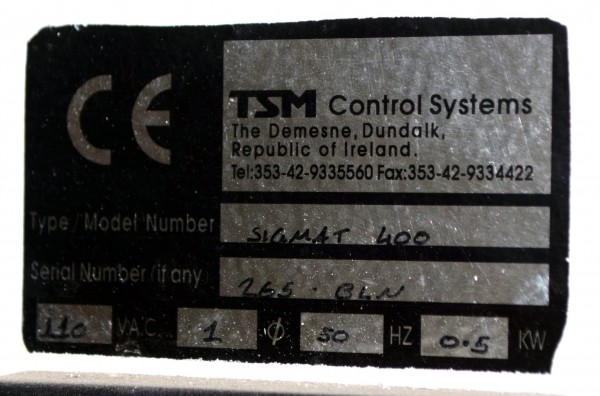 CE
TSM Control Systems
The Demesne, Dundalk,
Republic of Ireland.
Tel:353-42-9335560 Fax:353-42-9334422
Type / Model Number SIGMAT 400
Serial Number / if any 265 · BLN
110 V.A.C. 1 ϕ 50 HZ 0.5 KW